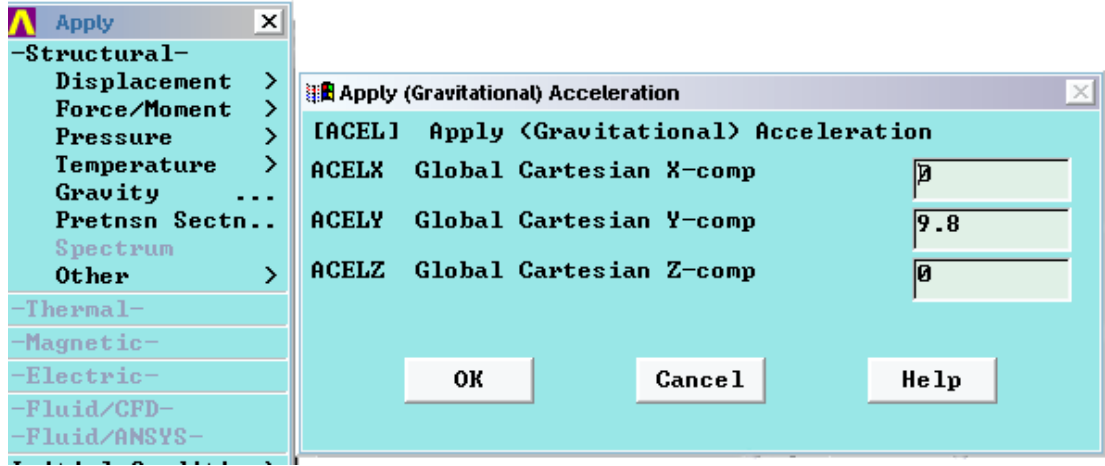 Apply
-Structural-
Displacement >
Force/Moment >
Pressure >
Temperature >
Gravity ...
Pretnsn Sectn..
Spectrum
Other >
-Thermal-
-Magnetic-
-Electric-
-Fluid/CFD-
-Fluid/ANSYS-
Apply (Gravitational) Acceleration
[ACEL] Apply (Gravitational) Acceleration
ACELX Global Cartesian X-comp 0
ACELY Global Cartesian Y-comp 9.8
ACELZ Global Cartesian Z-comp 0
OK Cancel Help